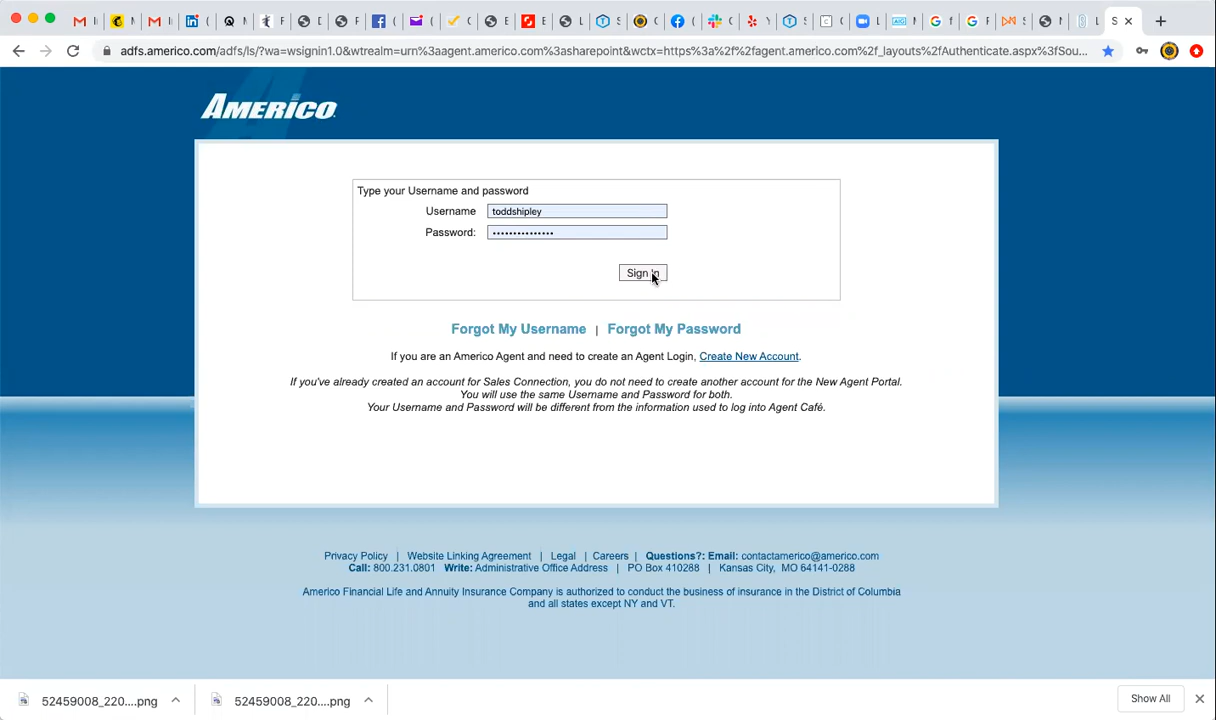 adfs.americo.com/adfs/ls/?wa=wsignin1.0&wtrealm=urn%3aagent.americo.com%3asharepoint&wctx=https%3a%2f%2fagent.americo.com%2f_layouts%2fAuthenticate.aspx%3fSou...
AMERICO
Type your Username and password
Username toddshipley
Password: •••••••••••••••
Sign In
Forgot My Username | Forgot My Password
If you are an Americo Agent and need to create an Agent Login, Create New Account.
If you've already created an account for Sales Connection, you do not need to create another account for the New Agent Portal.
You will use the same Username and Password for both.
Your Username and Password will be different from the information used to log into Agent Café.
Privacy Policy | Website Linking Agreement | Legal | Careers | Questions?: Email: contactamerico@americo.com
Call: 800.231.0801 Write: Administrative Office Address | PO Box 410288 | Kansas City, MO 64141-0288
Americo Financial Life and Annuity Insurance Company is authorized to conduct the business of insurance in the District of Columbia
and all states except NY and VT.
52459008_220....png 52459008_220....png Show All